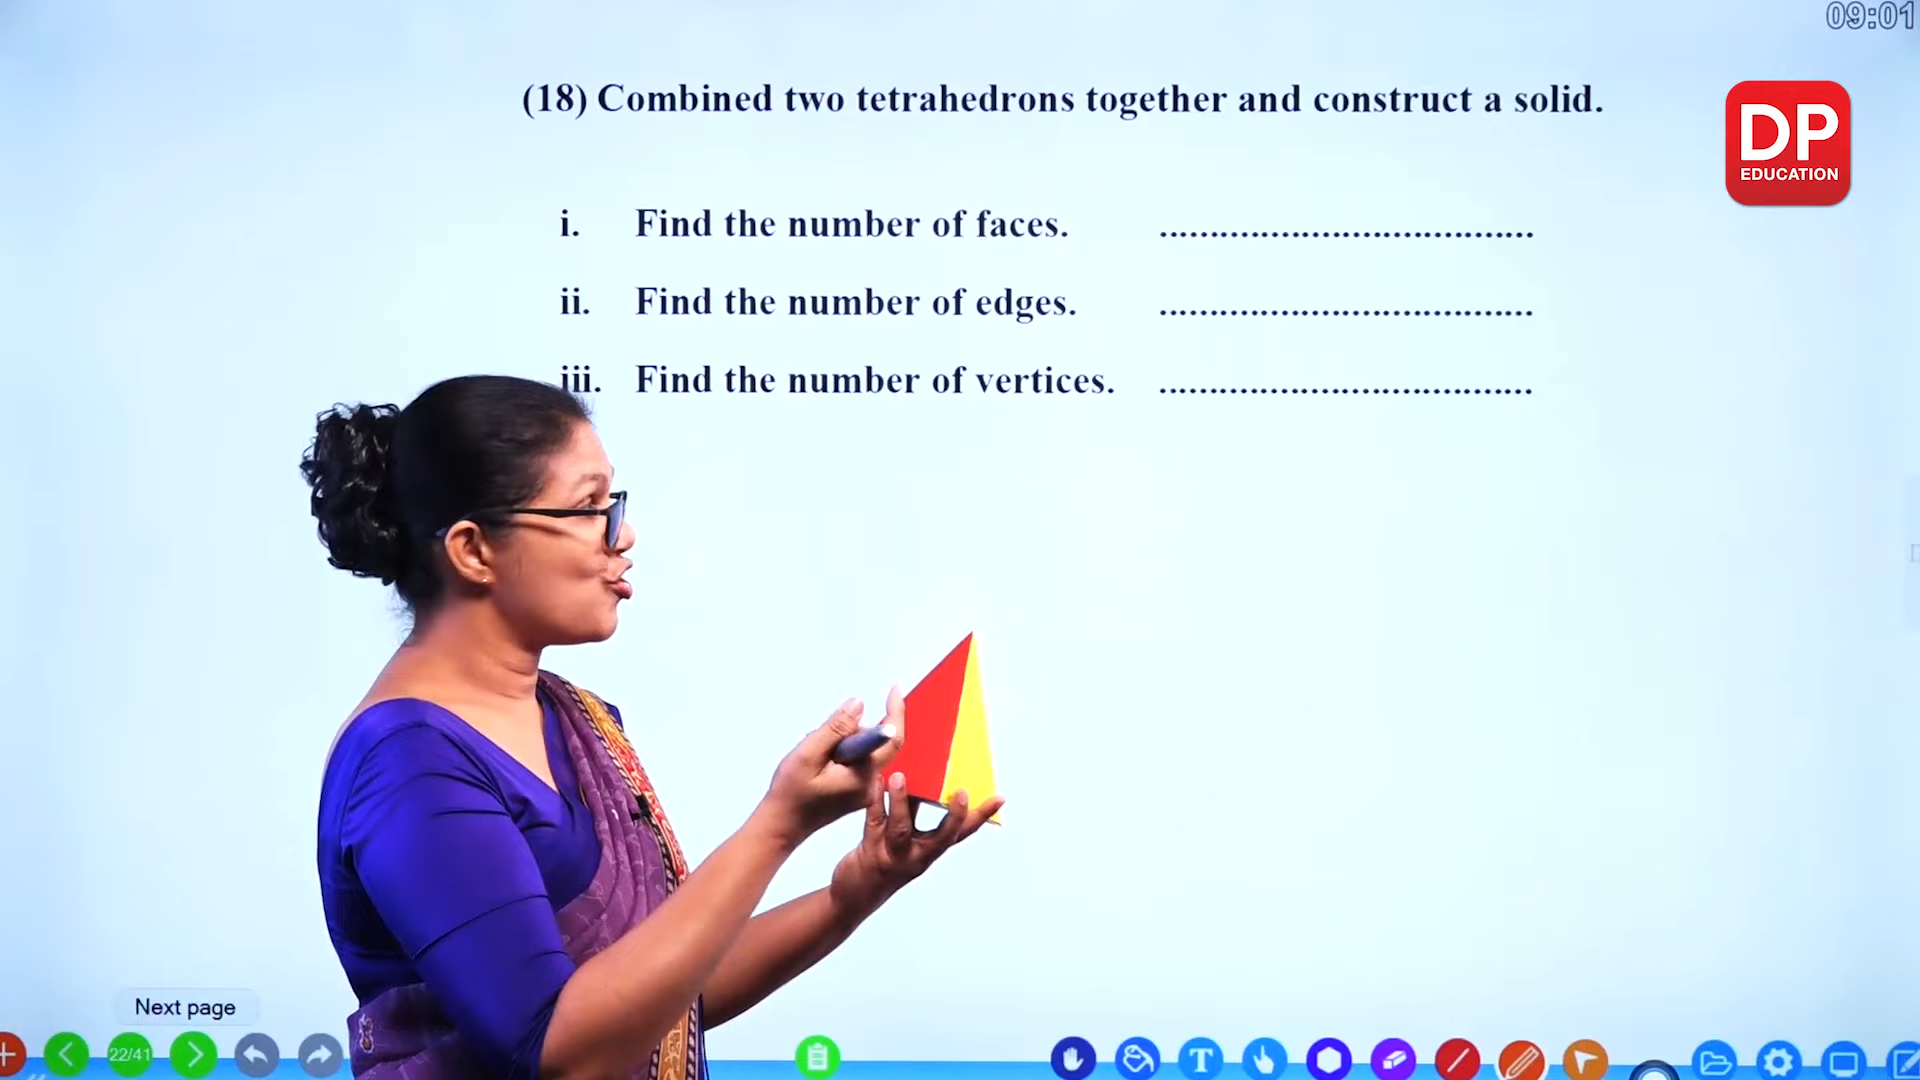 09:01
(18) Combined two tetrahedrons together and construct a solid.
DP
EDUCATION
i. Find the number of faces. .....................................
ii. Find the number of edges. .....................................
iii. Find the number of vertices. .....................................
Next page
22/41
T